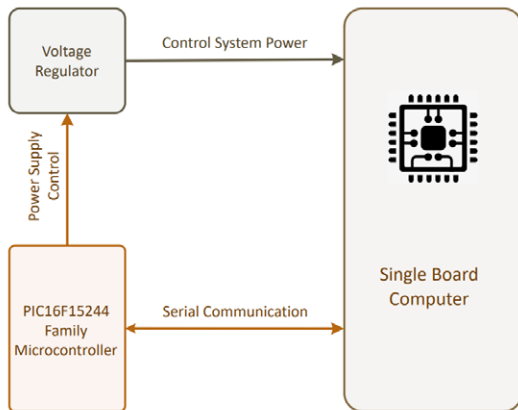 Voltage
Regulator
Control System Power
Power Supply
Control
PIC16F15244
Family
Microcontroller
Serial Communication
Single Board
Computer